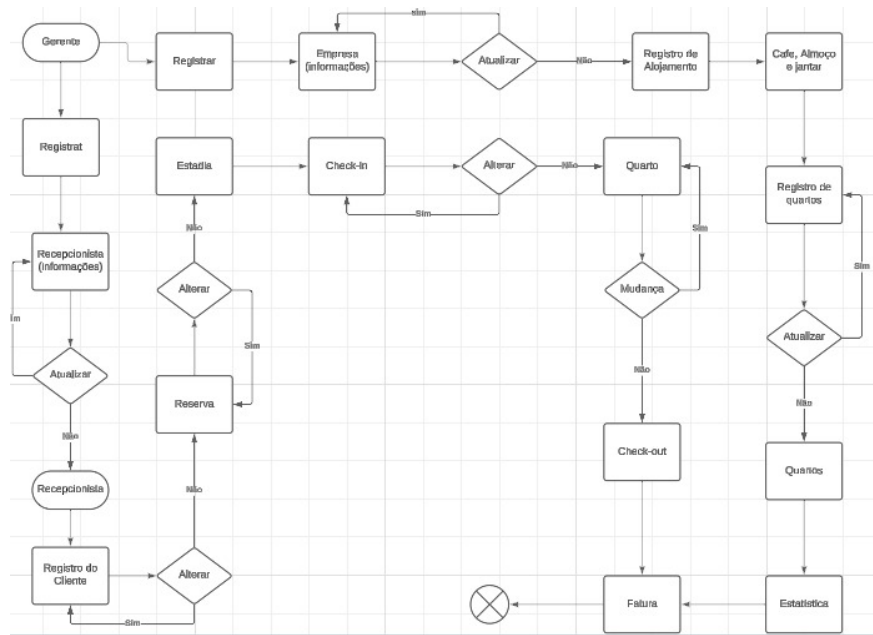 sim
Gerente
Registrar
Empresa
(informações)
Atualizar
Não
Registro de
Alojamento
Cafe, Almoço
e jantar
Registrat
Estadia
Check-in
Alterar
Não
Quarto
Sim
Registro de
quartos
Não
Sim
Recepcionista
(informações)
Alterar
Mudança
Sim
im
Sim
Atualizar
Atualizar
Não
Reserva
Não
Não
Check-out
Quartos
Recepcionista
Não
Registro do
Cliente
Alterar
Sim
Fatura
Estatística